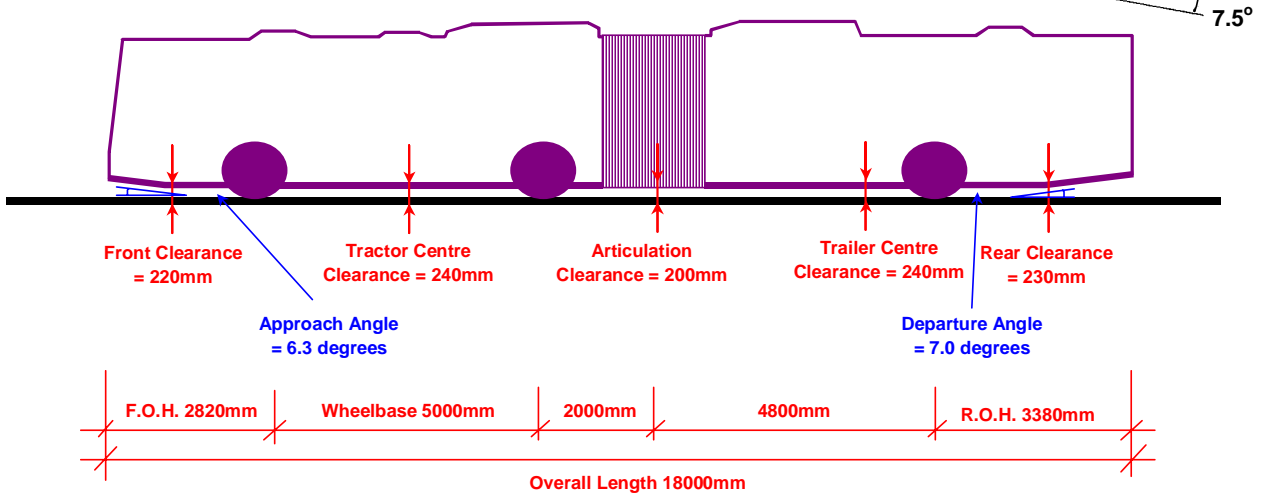 7.5°
Front Clearance
= 220mm
Tractor Centre
Clearance = 240mm
Articulation
Clearance = 200mm
Trailer Centre
Clearance = 240mm
Rear Clearance
= 230mm
Approach Angle
= 6.3 degrees
Departure Angle
= 7.0 degrees
F.O.H. 2820mm
Wheelbase 5000mm
2000mm
4800mm
R.O.H. 3380mm
Overall Length 18000mm